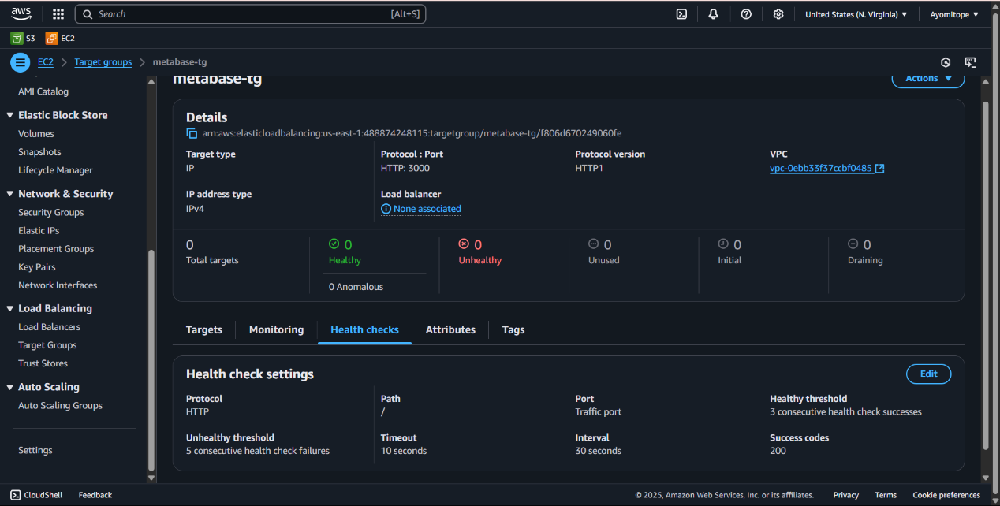 aws
Search [Alt+S]
United States (N. Virginia)
Ayomitope
S3 EC2
EC2 Target groups metabase-tg
AMI Catalog
Elastic Block Store
Volumes
Snapshots
Lifecycle Manager
Network & Security
Security Groups
Elastic IPs
Placement Groups
Key Pairs
Network Interfaces
Load Balancing
Load Balancers
Target Groups
Trust Stores
Auto Scaling
Auto Scaling Groups
Settings
metabase-tg
Actions
Details
arn:aws:elasticloadbalancing:us-east-1:488874248115:targetgroup/metabase-tg/f806d670249060fe
Target type
IP
Protocol : Port
HTTP: 3000
Protocol version
HTTP1
VPC
vpc-0ebb33f37ccbf0485
IP address type
IPv4
Load balancer
None associated
0
Total targets
0
Healthy
0 Anomalous
0
Unhealthy
0
Unused
0
Initial
0
Draining
Targets Monitoring Health checks Attributes Tags
Health check settings
Edit
Protocol
HTTP
Path
/
Port
Traffic port
Healthy threshold
3 consecutive health check successes
Unhealthy threshold
5 consecutive health check failures
Timeout
10 seconds
Interval
30 seconds
Success codes
200
CloudShell Feedback
© 2025, Amazon Web Services, Inc. or its affiliates. Privacy Terms Cookie preferences